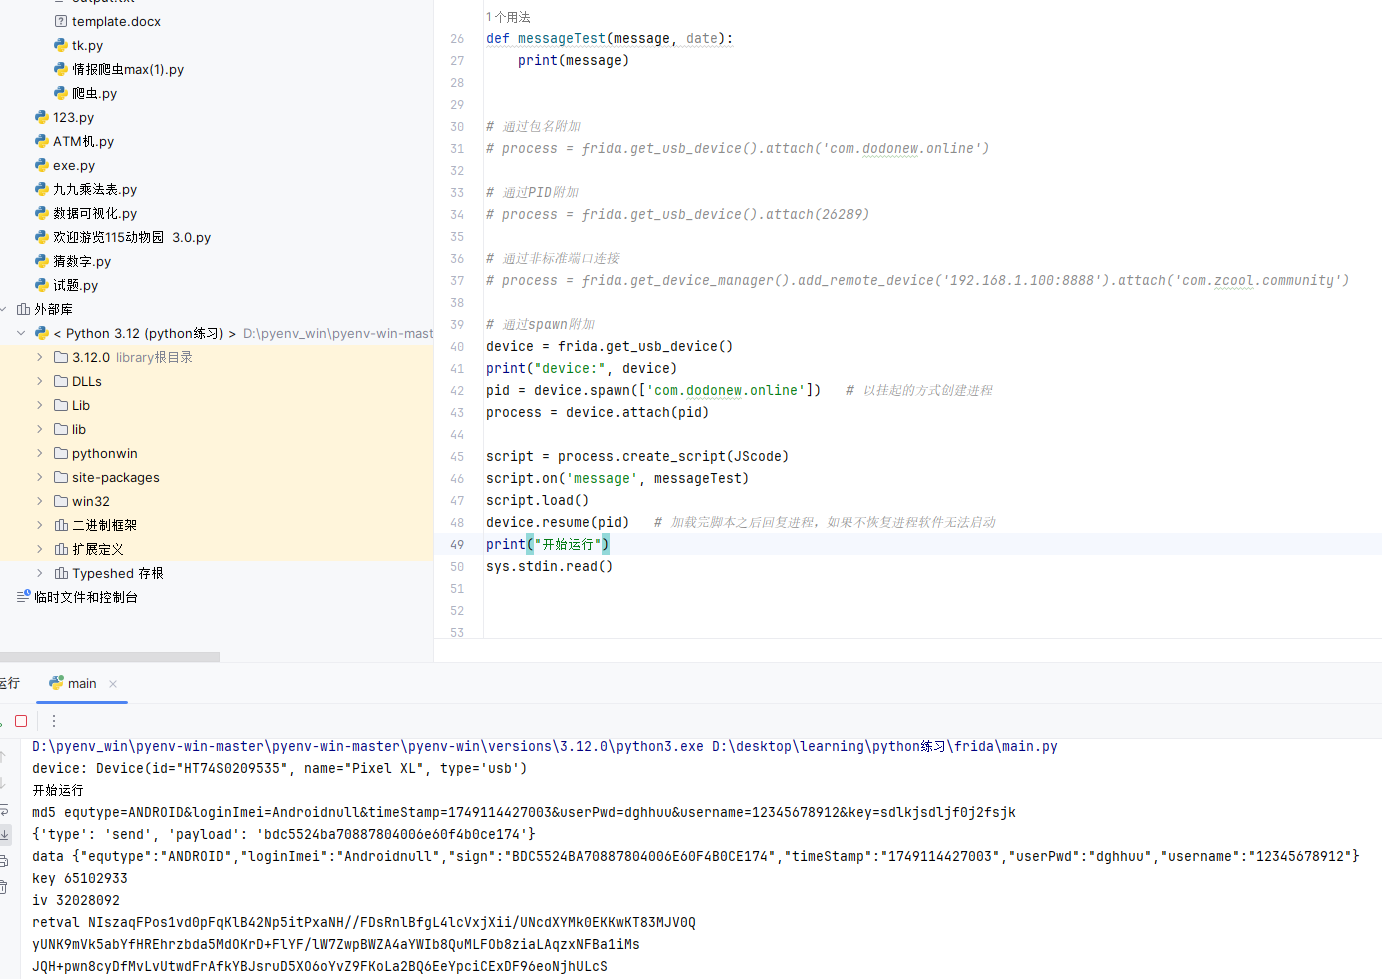 output.txt
template.docx
tk.py
情报爬虫max(1).py
爬虫.py
123.py
ATM机.py
exe.py
九九乘法表.py
数据可视化.py
欢迎游览115动物园 3.0.py
猜数字.py
试题.py
外部库
< Python 3.12 (python练习) > D:\pyenv_win\pyenv-win-mast
3.12.0 library根目录
DLLs
Lib
lib
pythonwin
site-packages
win32
二进制框架
扩展定义
Typeshed 存根
临时文件和控制台
1 个用法
26 def messageTest(message, date):
27 print(message)
28
29
30 # 通过包名附加
31 # process = frida.get_usb_device().attach('com.dodonew.online')
32
33 # 通过PID附加
34 # process = frida.get_usb_device().attach(26289)
35
36 # 通过非标准端口连接
37 # process = frida.get_device_manager().add_remote_device('192.168.1.100:8888').attach('com.zcool.community')
38
39 # 通过spawn附加
40 device = frida.get_usb_device()
41 print("device:", device)
42 pid = device.spawn(['com.dodonew.online']) # 以挂起的方式创建进程
43 process = device.attach(pid)
44
45 script = process.create_script(JScode)
46 script.on('message', messageTest)
47 script.load()
48 device.resume(pid) # 加载完脚本之后回复进程，如果不恢复进程软件无法启动
49 print("开始运行")
50 sys.stdin.read()
51
52
53
运行 main
D:\pyenv_win\pyenv-win-master\pyenv-win-master\pyenv-win\versions\3.12.0\python3.exe D:\desktop\learning\python练习\frida\main.py
device: Device(id="HT74S0209535", name="Pixel XL", type='usb')
开始运行
md5 equtype=ANDROID&loginImei=Androidnull&timeStamp=1749114427003&userPwd=dghhuu&username=12345678912&key=sdlkjsdljf0j2fsjk
{'type': 'send', 'payload': 'bdc5524ba70887804006e60f4b0ce174'}
data {"equtype":"ANDROID","loginImei":"Androidnull","sign":"BDC5524BA70887804006E60F4B0CE174","timeStamp":"1749114427003","userPwd":"dghhuu","username":"12345678912"}
key 65102933
iv 32028092
retval NIszaqFPos1vd0pFqKlB42Np5itPxaNH//FDsRnlBfgL4lcVxjXii/UNcdXYMk0EKKwKT83MJV0Q
yUNK9mVk5abYfHREhrzbda5MdOKrD+FlYF/lW7ZwpBWZA4aYWIb8QuMLFOb8ziaLAqzxNFBa1iMs
JQH+pwn8cyDfMvLvUtwdFrAfkYBJsruD5X06oYvZ9FKoLa2BQ6EeYpciCExDF96eoNjhULcS